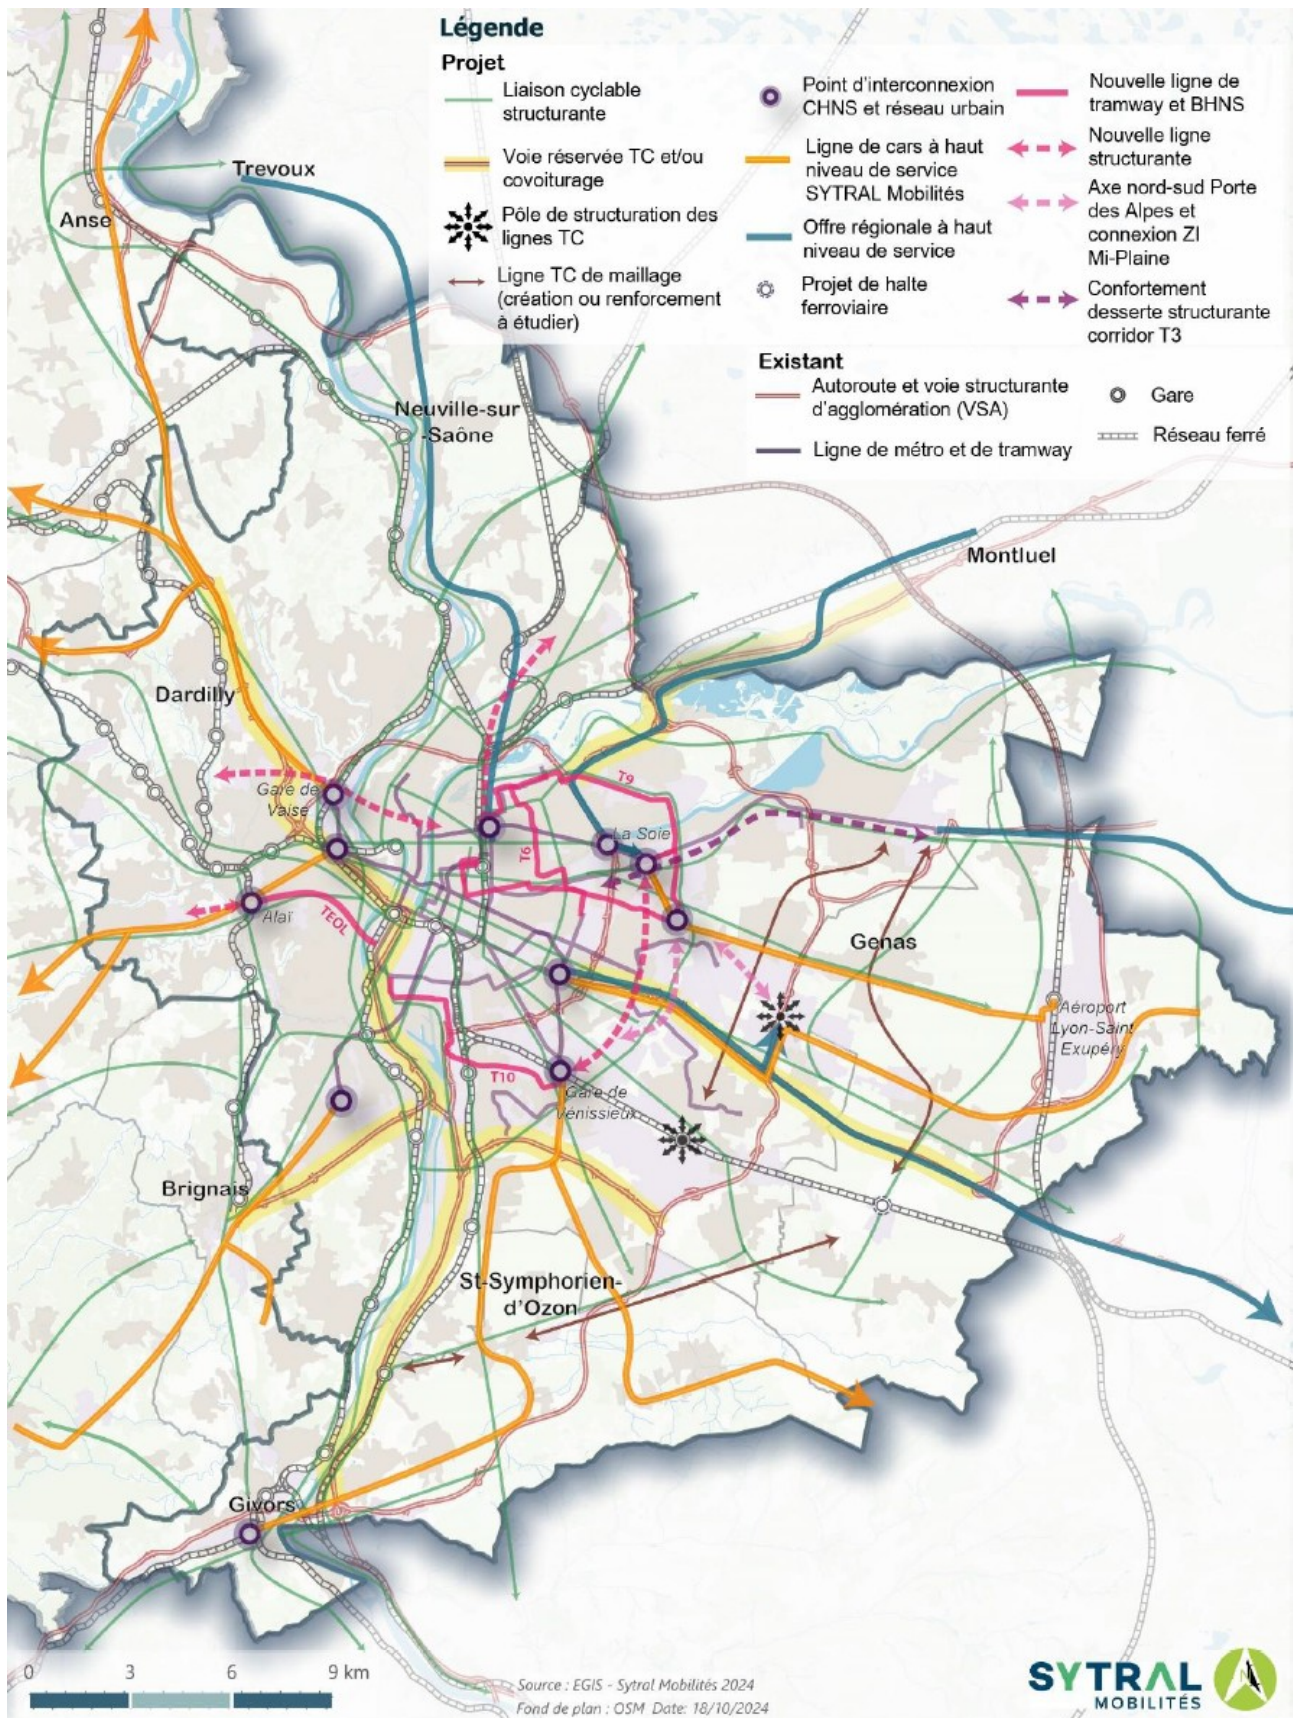 Légende
Projet
Liaison cyclable
structurante
Voie réservée TC et/ou
covoiturage
Pôle de structuration des
lignes TC
Ligne TC de maillage
(création ou renforcement
à étudier)
Point d'interconnexion
CHNS et réseau urbain
Ligne de cars à haut
niveau de service
SYTRAL Mobilités
Offre régionale à haut
niveau de service
Projet de halte
ferroviaire
Nouvelle ligne de
tramway et BHNS
Nouvelle ligne
structurante
Axe nord-sud Porte
des Alpes et
connexion ZI
Mi-Plaine
Confortement
desserte structurante
corridor T3
Existant
Autoroute et voie structurante
d'agglomération (VSA)
Ligne de métro et de tramway
Gare
Réseau ferré
Trevoux
Anse
Neuville-sur
-Saône
Montluel
Dardilly
Gare de
Vaise
T9
La Soie
T6
Alaï
TEOL
Genas
Aéroport
Lyon-Saint
Exupéry
T10
Gare de
Vénissieux
Brignais
St-Symphorien-
d'Ozon
Givors
0 3 6 9 km
Source : EGIS - Sytral Mobilités 2024
Fond de plan : OSM Date: 18/10/2024
SYTRAL
MOBILITÉS
N